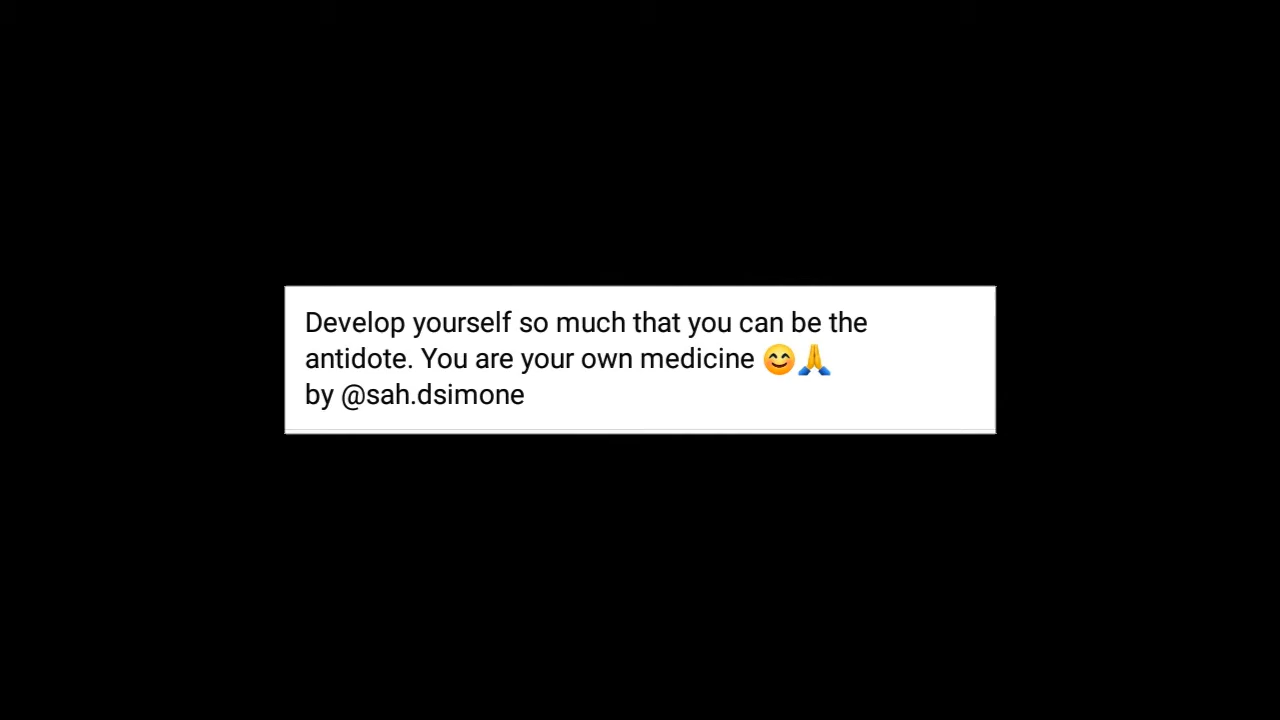 Develop yourself so much that you can be the
antidote. You are your own medicine 😊🙏
by @sah.dsimone